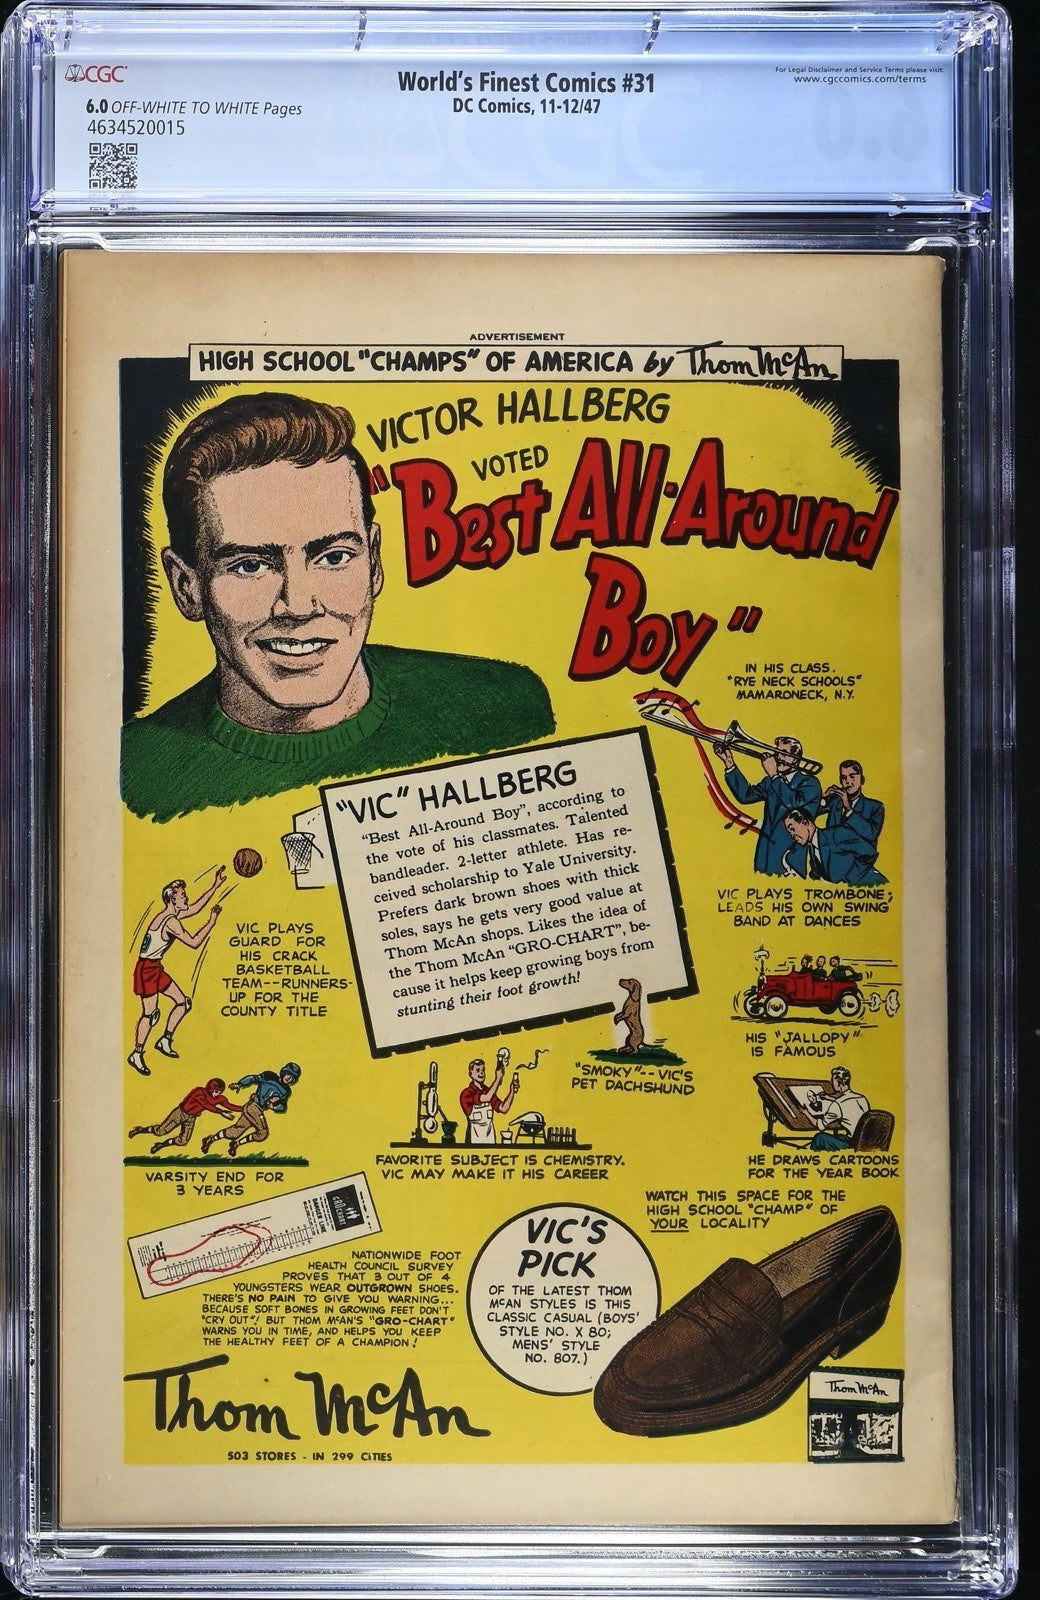 CGC
World's Finest Comics #31
DC Comics, 11-12/47
For Legal Disclaimer and Service Terms please visit:
www.cgccomics.com/terms
6.0 OFF-WHITE TO WHITE Pages
4634520015
ADVERTISEMENT
HIGH SCHOOL "CHAMPS" OF AMERICA by Thom McAn
VICTOR HALLBERG
VOTED
"Best All-Around
Boy"
IN HIS CLASS.
"RYE NECK SCHOOLS"
MAMARONECK, N.Y.
"VIC" HALLBERG
"Best All-Around Boy", according to
the vote of his classmates. Talented
bandleader. 2-letter athlete. Has re-
ceived scholarship to Yale University.
Prefers dark brown shoes with thick
soles, says he gets very good value at
Thom McAn shops. Likes the idea of
the Thom McAn "GRO-CHART", be-
cause it helps keep growing boys from
stunting their foot growth!
VIC PLAYS TROMBONE;
LEADS HIS OWN SWING
BAND AT DANCES
VIC PLAYS
GUARD FOR
HIS CRACK
BASKETBALL
TEAM--RUNNERS-
UP FOR THE
COUNTY TITLE
HIS "JALLOPY"
IS FAMOUS
"SMOKY"--VIC'S
PET DACHSHUND
VARSITY END FOR
3 YEARS
FAVORITE SUBJECT IS CHEMISTRY.
VIC MAY MAKE IT HIS CAREER
HE DRAWS CARTOONS
FOR THE YEAR BOOK
WATCH THIS SPACE FOR THE
HIGH SCHOOL "CHAMP" OF
YOUR LOCALITY
NATIONWIDE FOOT
HEALTH COUNCIL SURVEY
PROVES THAT 3 OUT OF 4
YOUNGSTERS WEAR OUTGROWN SHOES.
THERE'S NO PAIN TO GIVE YOU WARNING...
BECAUSE SOFT BONES IN GROWING FEET DON'T
"CRY OUT"! BUT THOM McAN'S "GRO-CHART"
WARNS YOU IN TIME, AND HELPS YOU KEEP
THE HEALTHY FEET OF A CHAMPION!
VIC'S
PICK
OF THE LATEST THOM
McAN STYLES IS THIS
CLASSIC CASUAL (BOYS'
STYLE NO. X 80;
MENS' STYLE
NO. 807.)
Thom McAn
Thom McAn
503 STORES - IN 299 CITIES